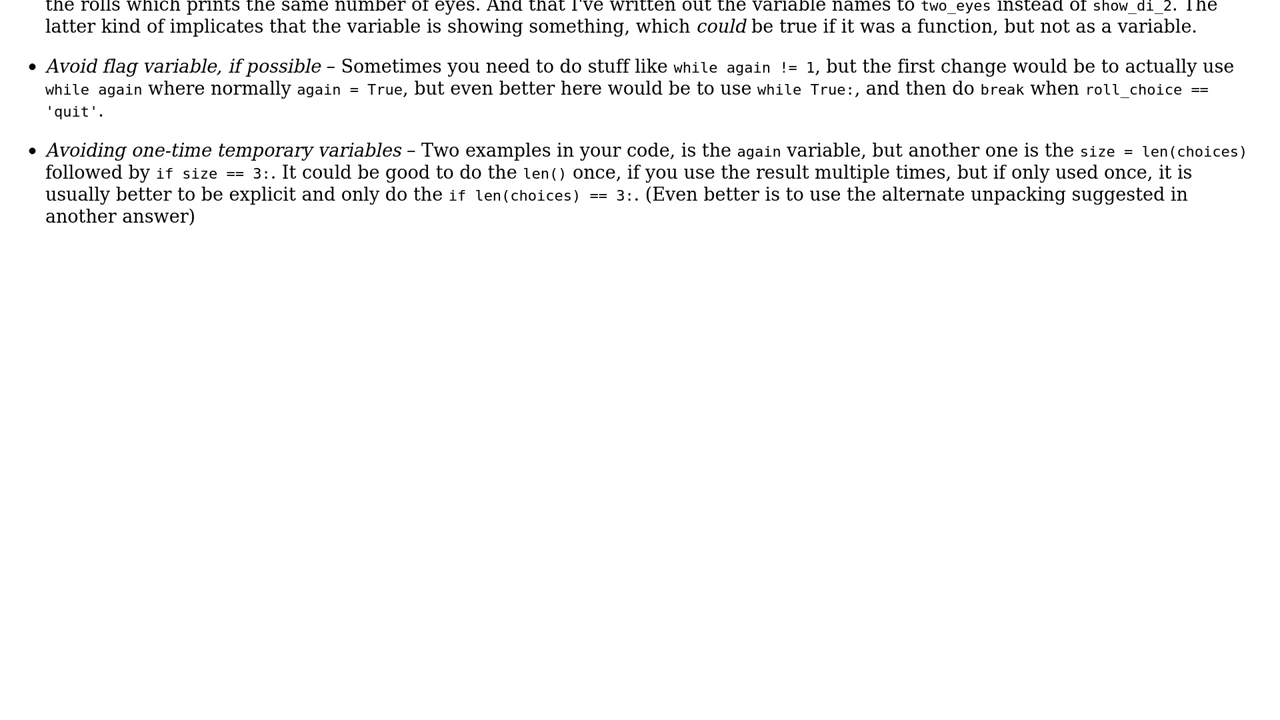 the rolls which prints the same number of eyes. And that I've written out the variable names to two_eyes instead of show_di_2. The
latter kind of implicates that the variable is showing something, which could be true if it was a function, but not as a variable.
• Avoid flag variable, if possible – Sometimes you need to do stuff like while again != 1, but the first change would be to actually use
while again where normally again = True, but even better here would be to use while True:, and then do break when roll_choice ==
'quit'.
• Avoiding one-time temporary variables – Two examples in your code, is the again variable, but another one is the size = len(choices)
followed by if size == 3:. It could be good to do the len() once, if you use the result multiple times, but if only used once, it is
usually better to be explicit and only do the if len(choices) == 3:. (Even better is to use the alternate unpacking suggested in
another answer)